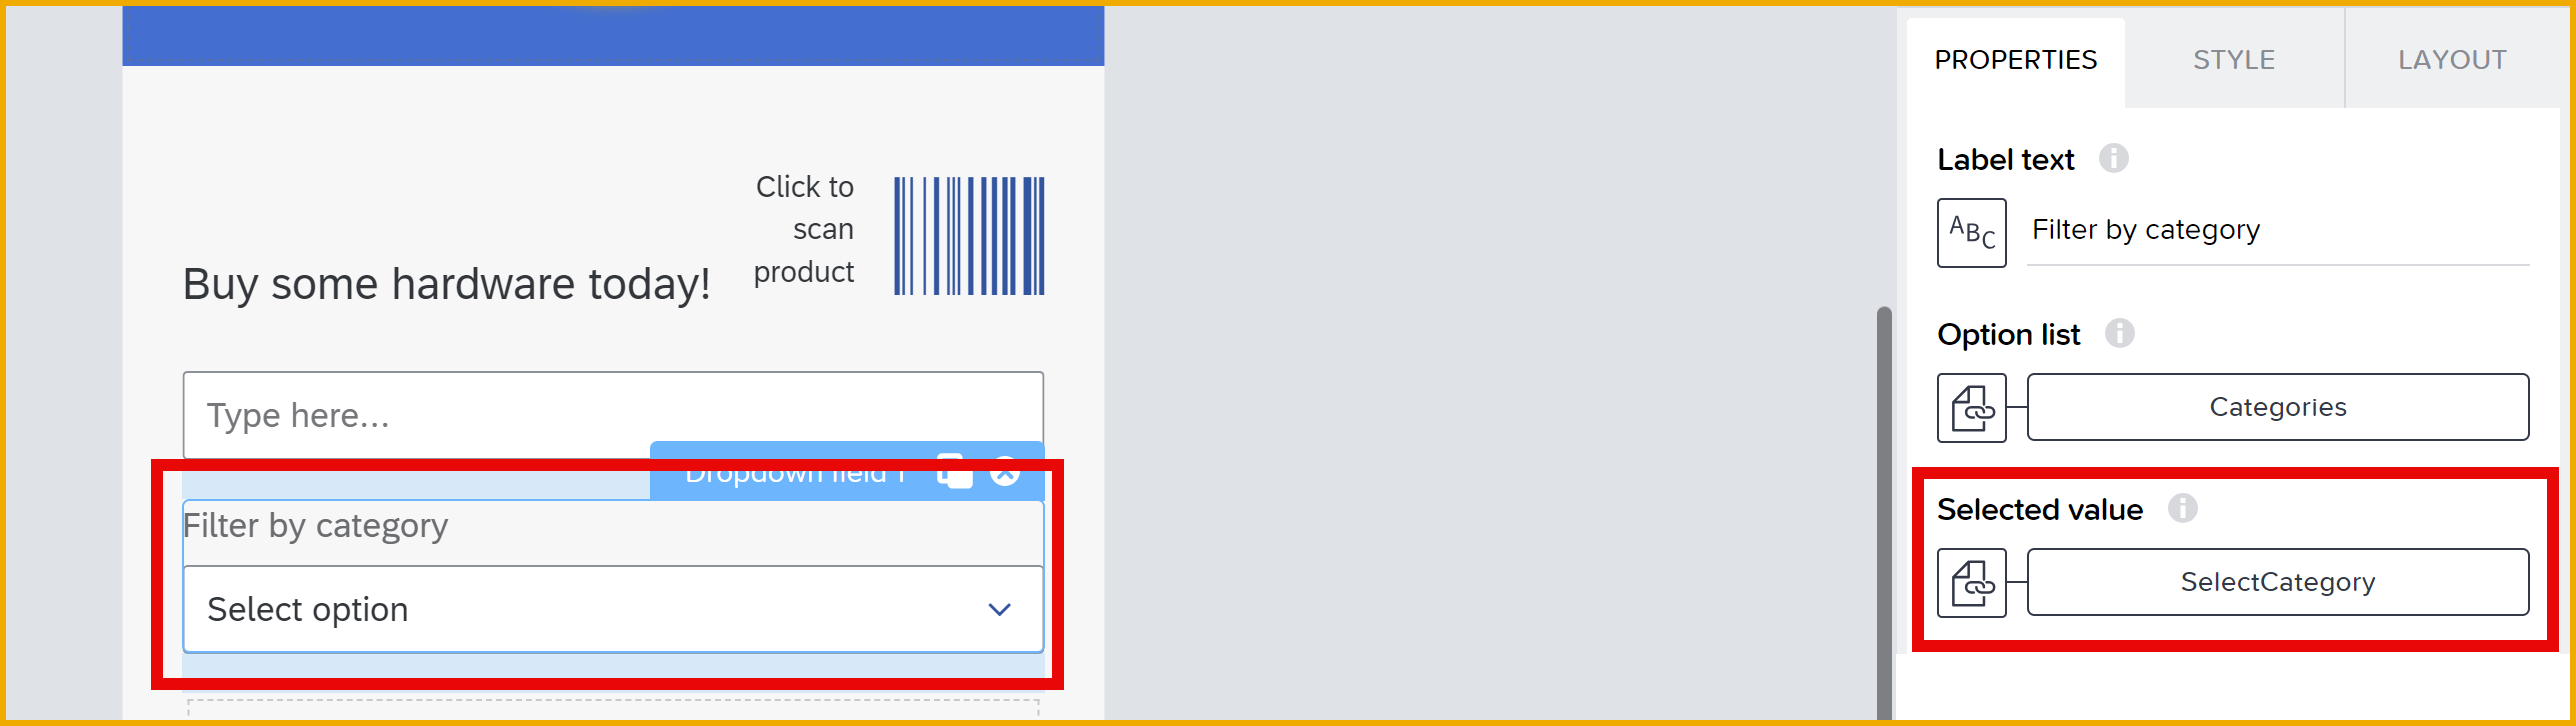 Click to
scan
product
Buy some hardware today!
Type here...
Dropdown field 1
Filter by category
Select option
PROPERTIES
STYLE
LAYOUT
Label text
ABC
Filter by category
Option list
Categories
Selected value
SelectCategory